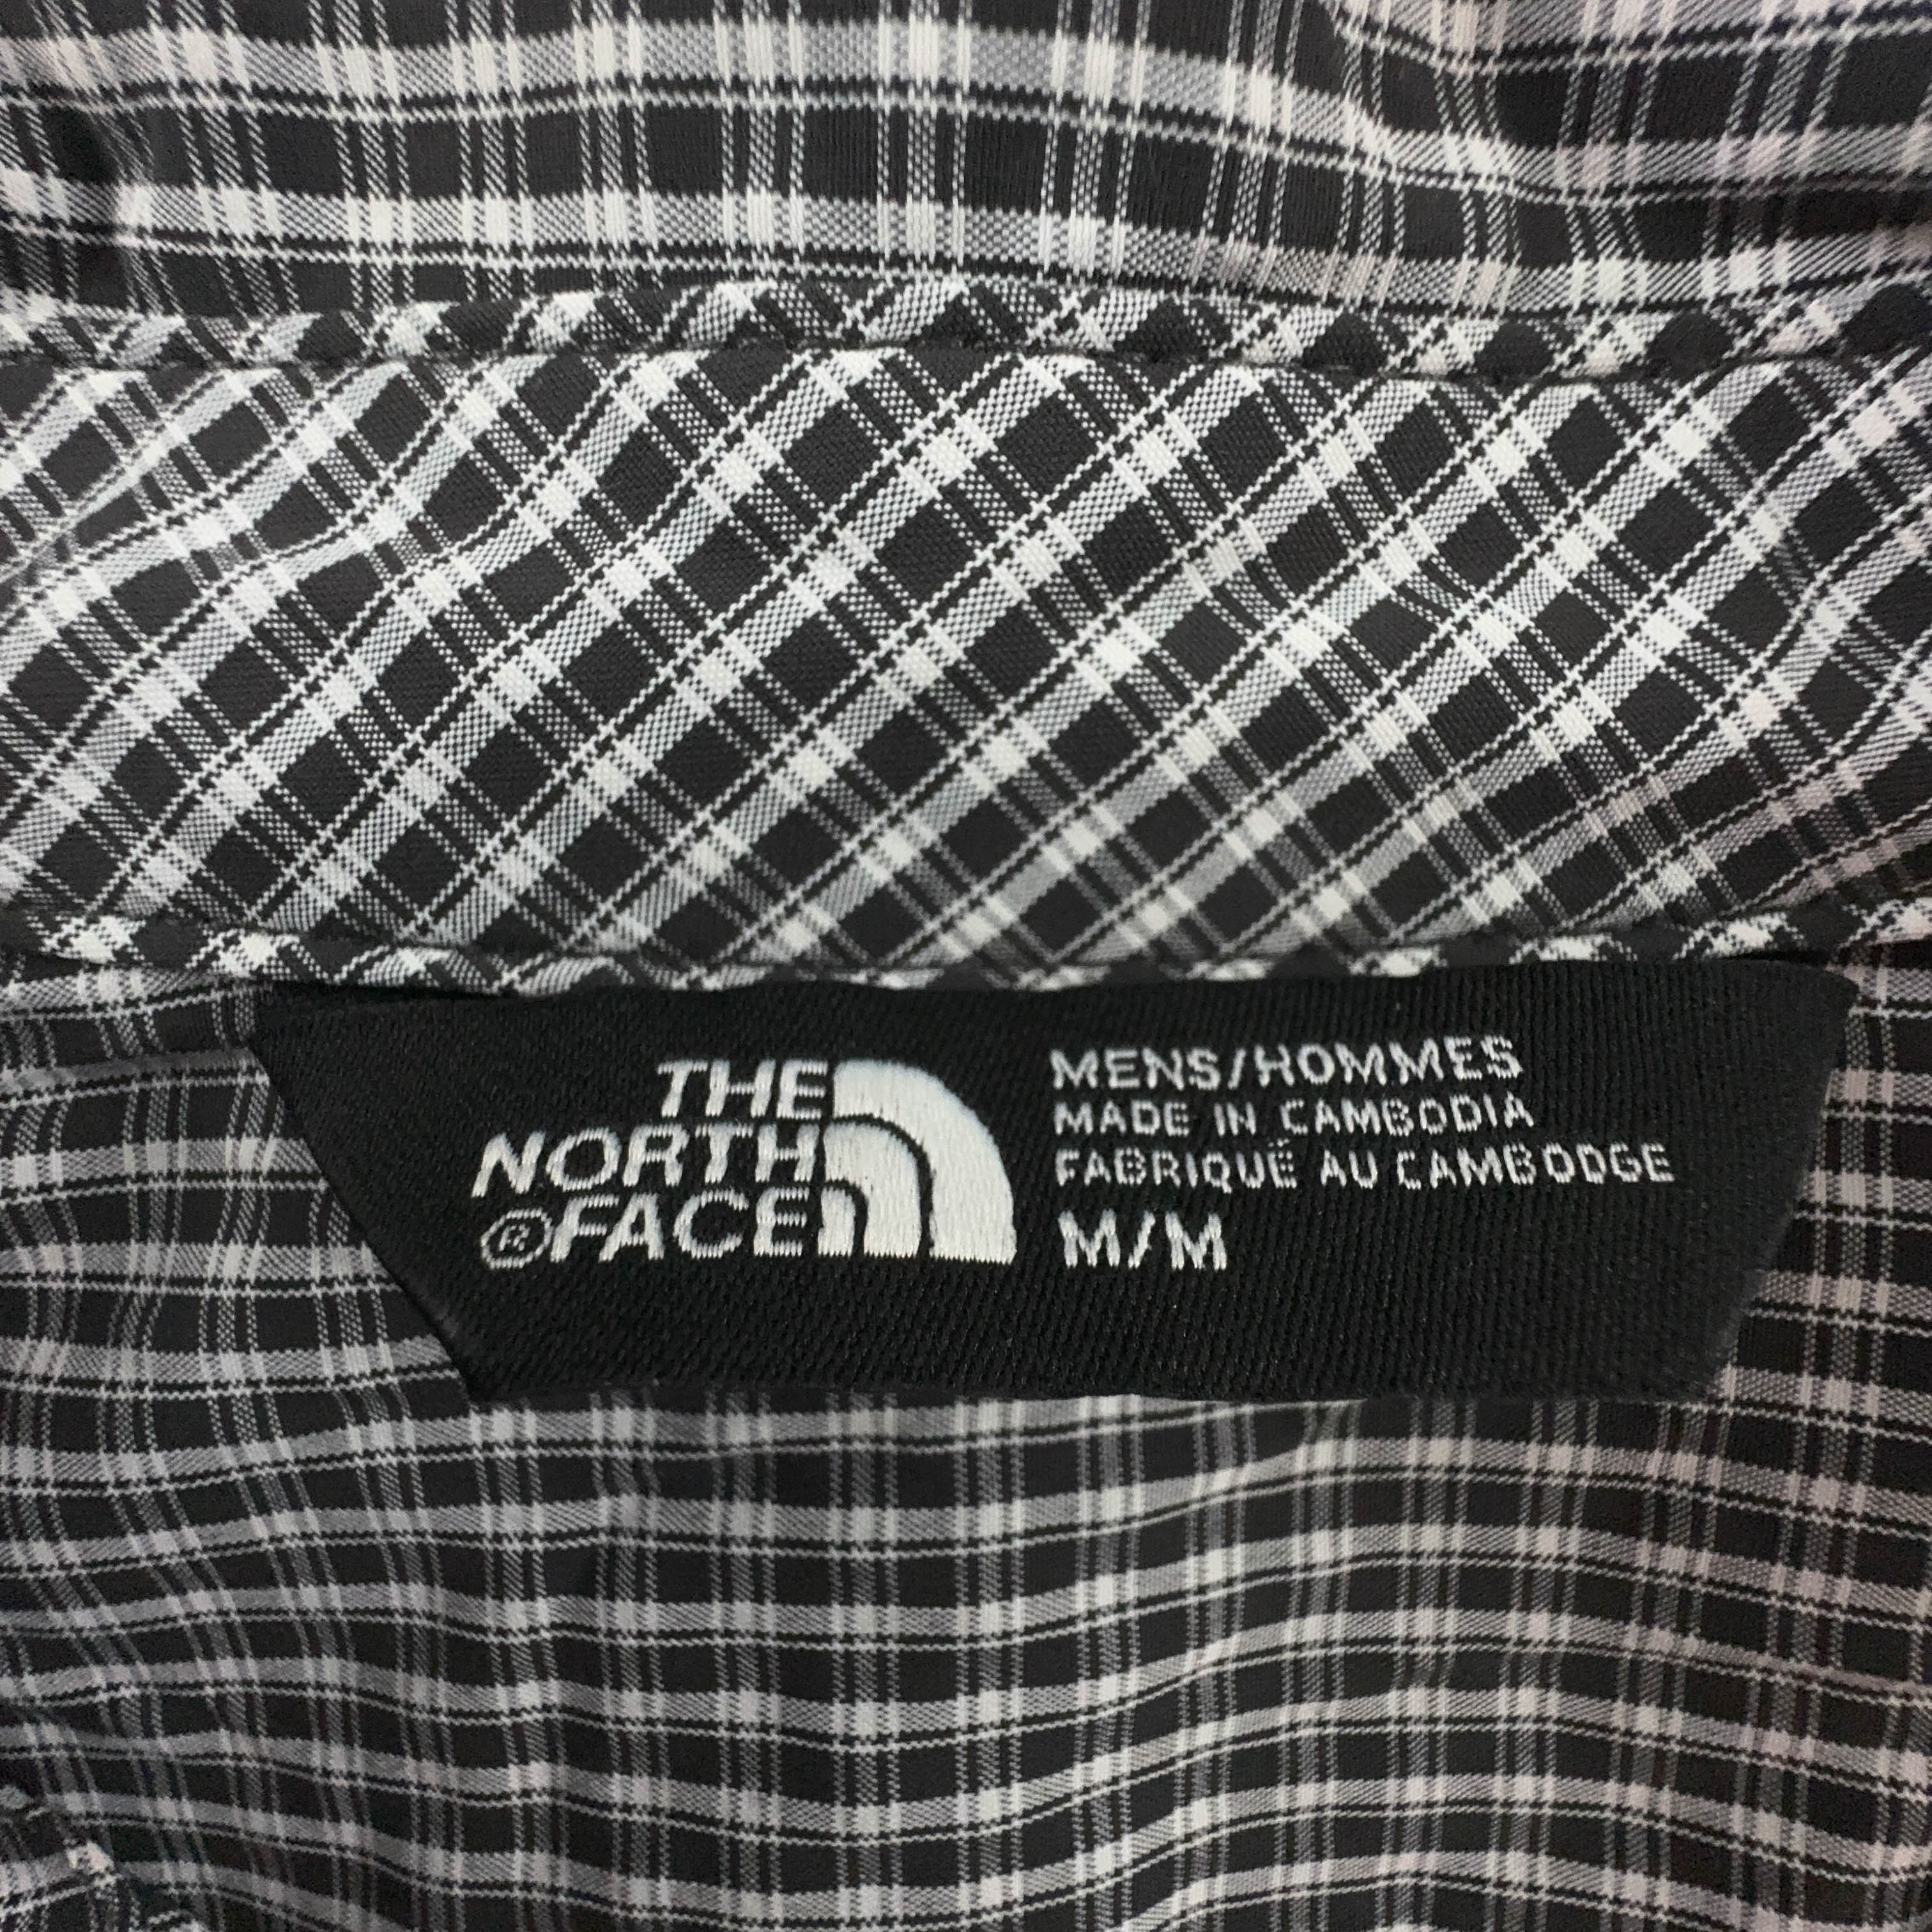 THE
NORTH
®FACE
MENS/HOMMES
MADE IN CAMBODIA
FABRIQUÉ AU CAMBODGE
M/M